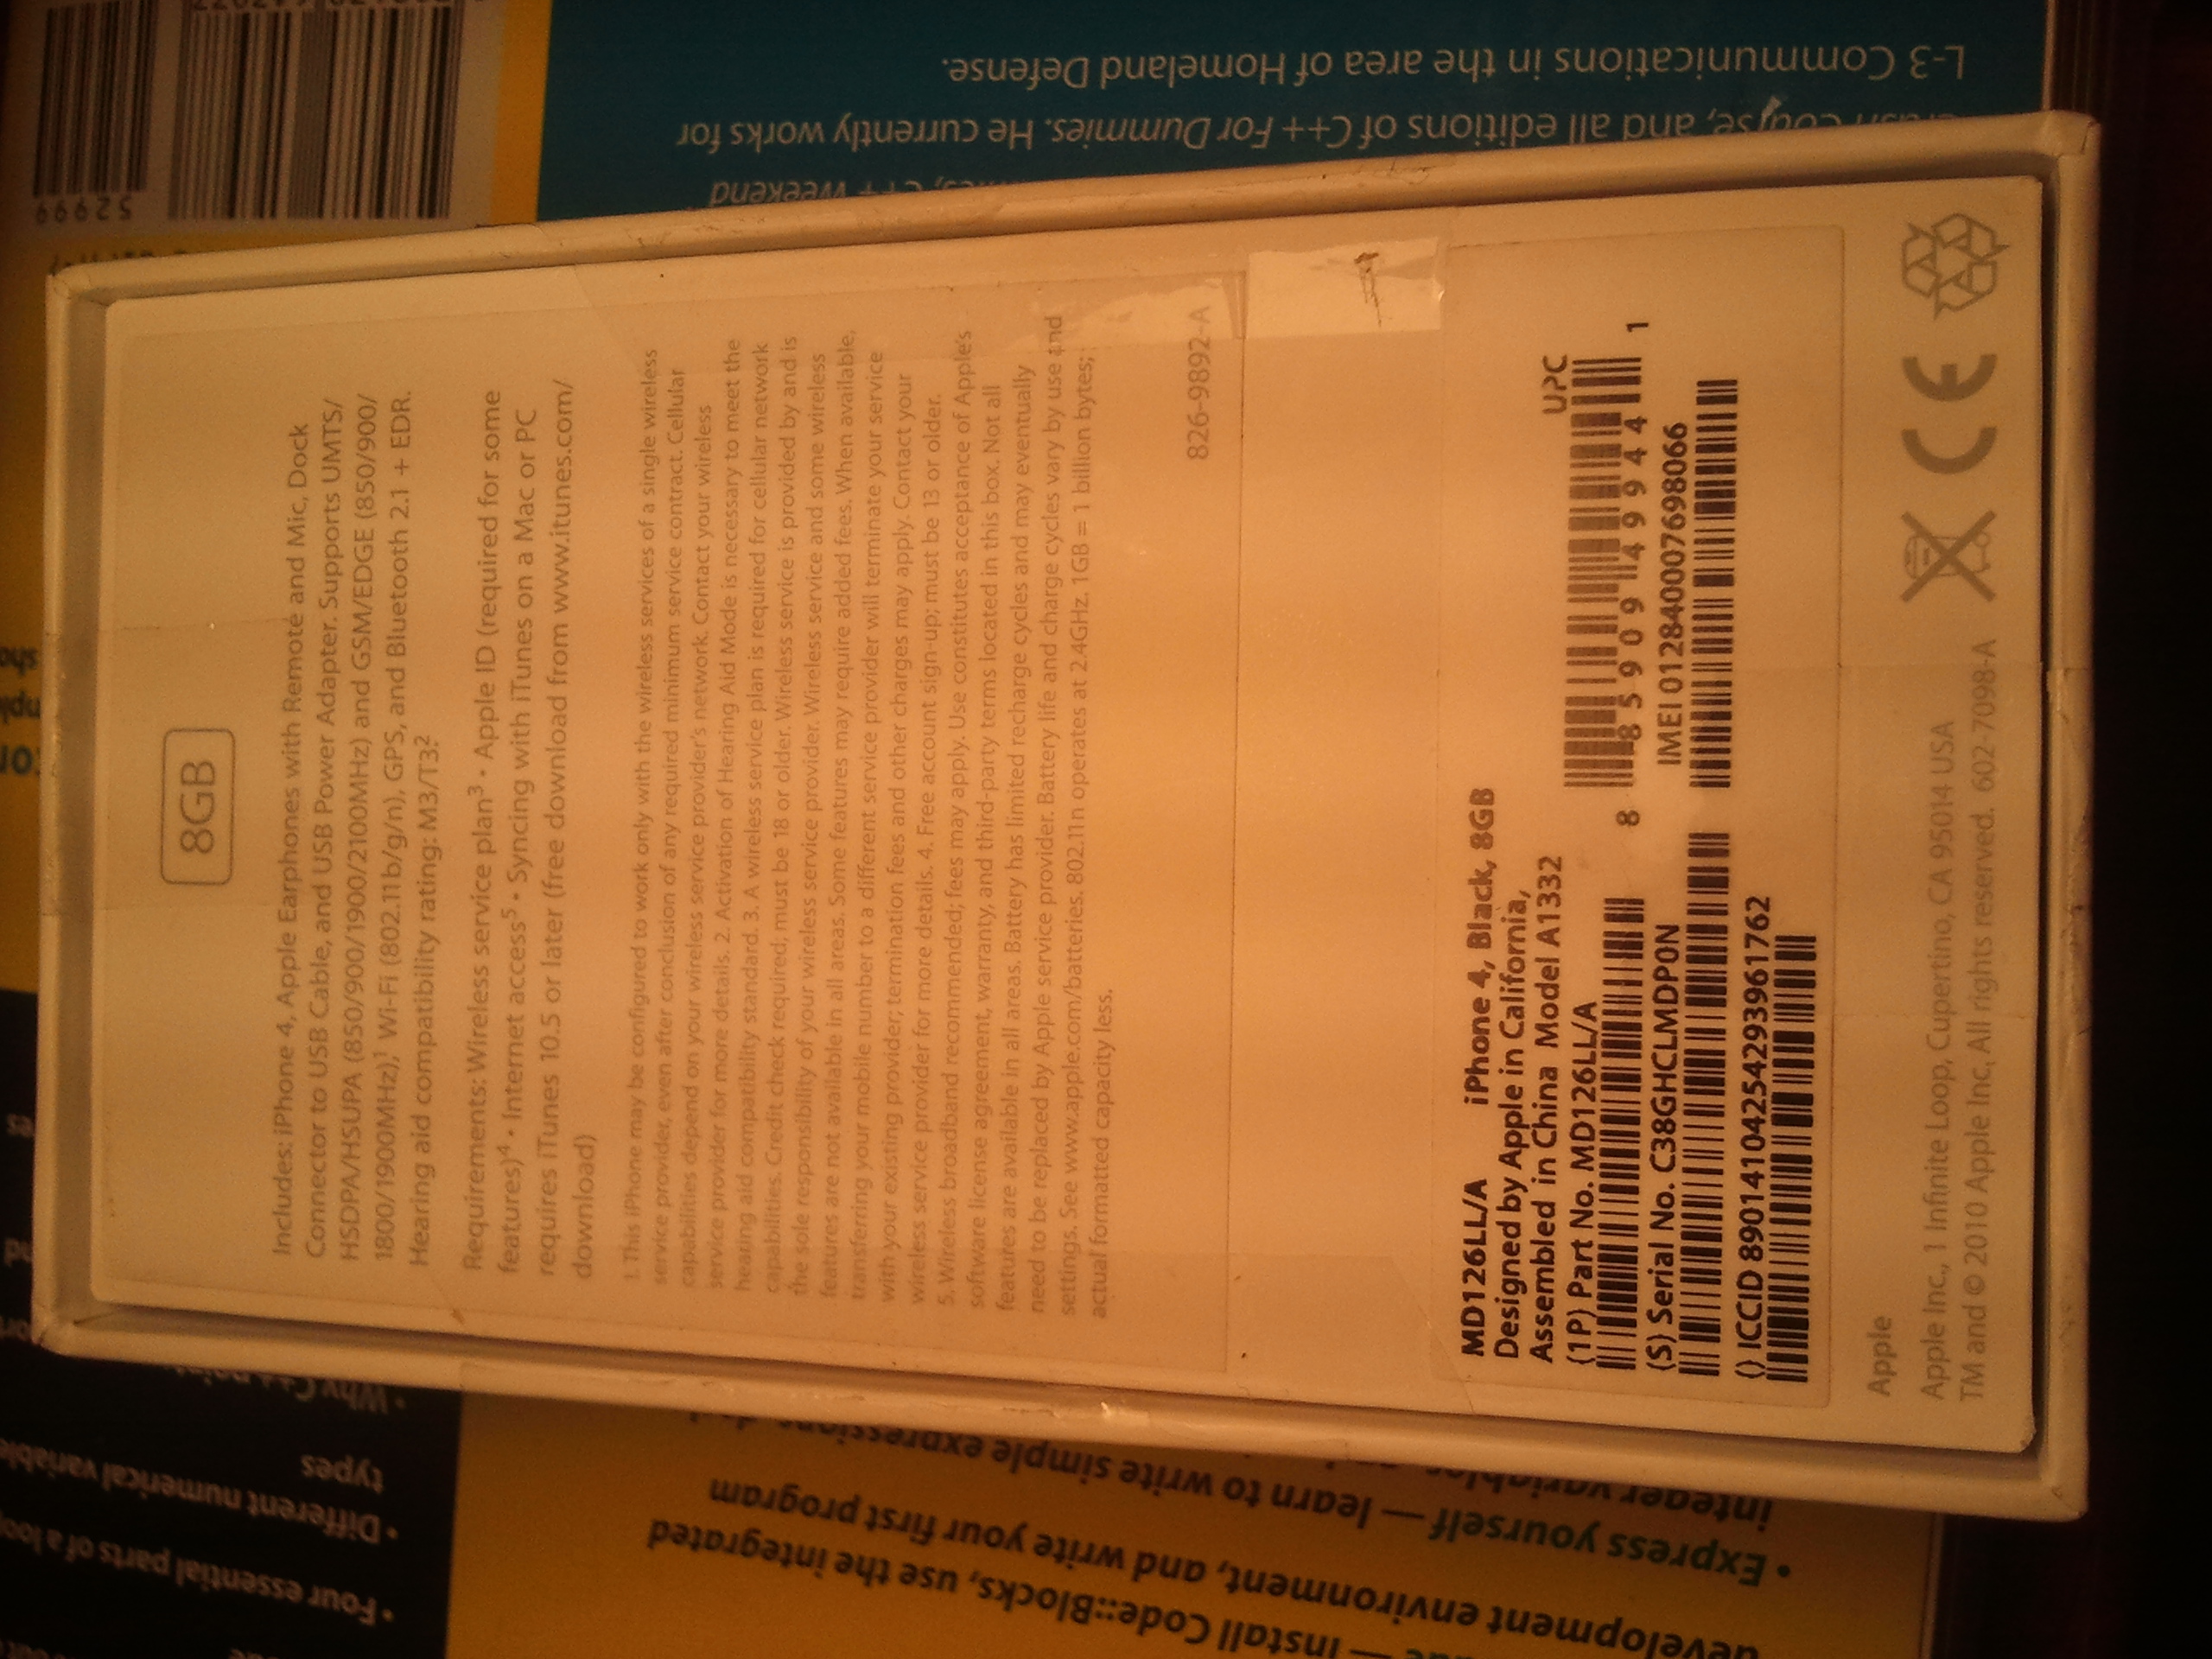 8GB
Includes: iPhone 4, Apple Earphones with Remote and Mic, Dock
Connector to USB Cable, and USB Power Adapter. Supports UMTS/
HSDPA/HSUPA (850/900/1900/2100MHz) and GSM/EDGE (850/900/
1800/1900MHz),¹ Wi-Fi (802.11b/g/n), GPS, and Bluetooth 2.1 + EDR.
Hearing aid compatibility rating: M3/T3.²
Requirements: Wireless service plan³ • Apple ID (required for some
features)⁴ • Internet access⁵ • Syncing with iTunes on a Mac or PC
requires iTunes 10.5 or later (free download from www.itunes.com/
download)
1. This iPhone may be configured to work only with the wireless services of a single wireless
service provider, even after conclusion of any required minimum service contract. Cellular
capabilities depend on your wireless service provider's network. Contact your wireless
service provider for more details. 2. Activation of Hearing Aid Mode is necessary to meet the
hearing aid compatibility standard. 3. A wireless service plan is required for cellular network
capabilities. Credit check required; must be 18 or older. Wireless service is provided by and is
the sole responsibility of your wireless service provider. Wireless service and some wireless
features are not available in all areas. Some features may require added fees. When available,
transferring your mobile number to a different service provider will terminate your service
with your existing provider; termination fees and other charges may apply. Contact your
wireless service provider for more details. 4. Free account sign-up; must be 13 or older.
5. Wireless broadband recommended; fees may apply. Use constitutes acceptance of Apple's
software license agreement, warranty, and third-party terms located in this box. Not all
features are available in all areas. Battery has limited recharge cycles and may eventually
need to be replaced by Apple service provider. Battery life and charge cycles vary by use and
settings. See www.apple.com/batteries. 802.11n operates at 2.4GHz. 1GB = 1 billion bytes;
actual formatted capacity less.
826-9892-A
MD126LL/A iPhone 4, Black, 8GB
Designed by Apple in California,
Assembled in China Model A1332
(1P) Part No. MD126LL/A
UPC
8 85909 49944 1
(S) Serial No. C38GHCLMDP0N
IMEI 012840007698066
() ICCID 89014104254293961762
Apple
Apple Inc., 1 Infinite Loop, Cupertino, CA 95014 USA
TM and © 2010 Apple Inc, All rights reserved. 602-7098-A
CE
• Four essential parts of a loop
• Different numerical variable
types
• Why C++
Install Code::Blocks, use the integrated
development environment, and write your first program
• Express yourself — learn to write simple expressions
integer variables
52999
Weekend
Crash Course, and all editions of C++ For Dummies. He currently works for
L-3 Communications in the area of Homeland Defense.